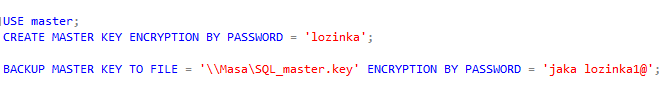 USE master;
CREATE MASTER KEY ENCRYPTION BY PASSWORD = 'lozinka';
BACKUP MASTER KEY TO FILE = '\\Masa\SQL_master.key' ENCRYPTION BY PASSWORD = 'jaka lozinka1@';